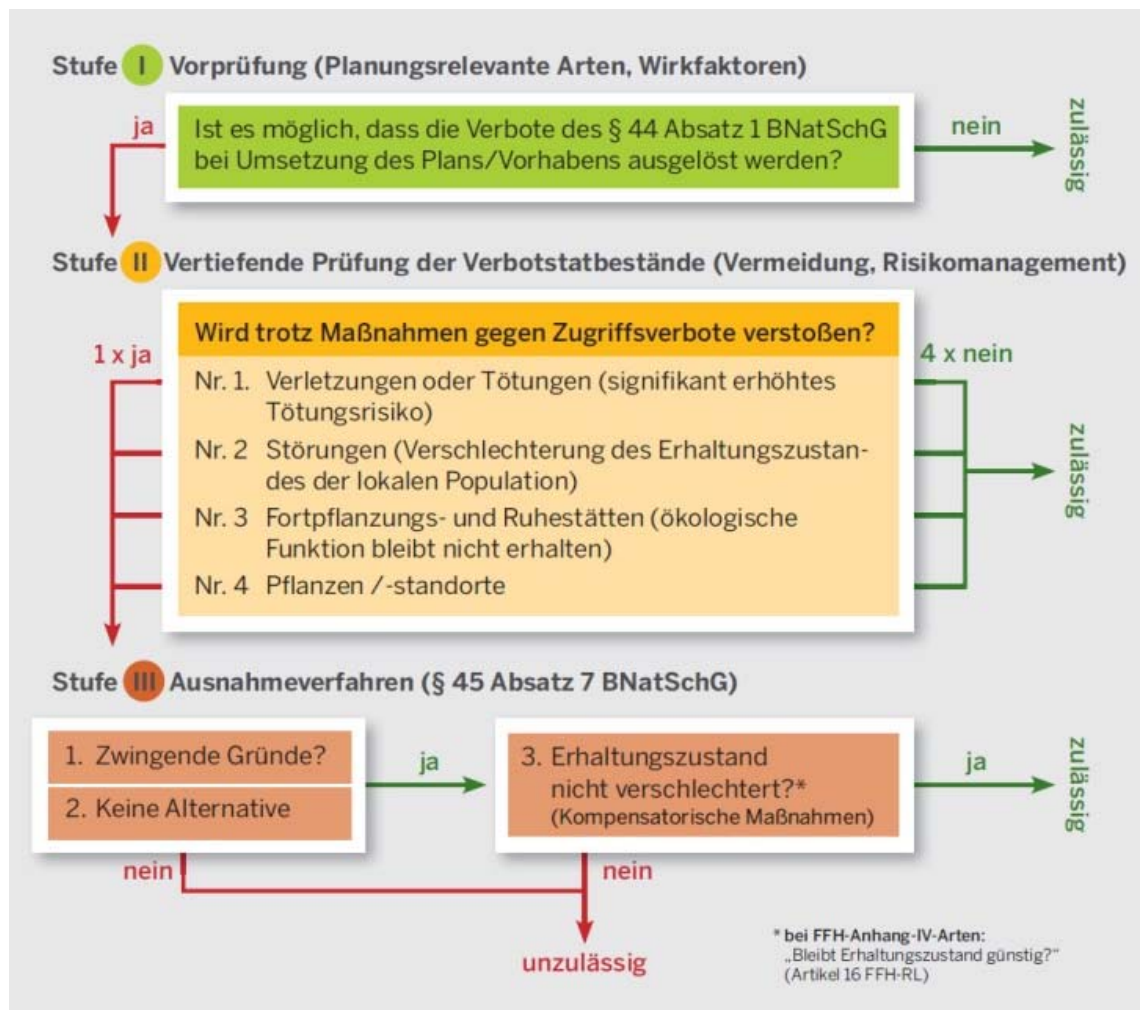 Stufe I Vorprüfung (Planungsrelevante Arten, Wirkfaktoren)
ja
Ist es möglich, dass die Verbote des § 44 Absatz 1 BNatSchG
bei Umsetzung des Plans/Vorhabens ausgelöst werden?
nein
zulässig
Stufe II Vertiefende Prüfung der Verbotstatbestände (Vermeidung, Risikomanagement)
1 x ja
Wird trotz Maßnahmen gegen Zugriffsverbote verstoßen?
Nr. 1. Verletzungen oder Tötungen (signifikant erhöhtes
Tötungsrisiko)
Nr. 2 Störungen (Verschlechterung des Erhaltungszustan-
des der lokalen Population)
Nr. 3 Fortpflanzungs- und Ruhestätten (ökologische
Funktion bleibt nicht erhalten)
Nr. 4 Pflanzen /-standorte
4 x nein
zulässig
Stufe III Ausnahmeverfahren (§ 45 Absatz 7 BNatSchG)
1. Zwingende Gründe?
2. Keine Alternative
ja
3. Erhaltungszustand
nicht verschlechtert?*
(Kompensatorische Maßnahmen)
ja
zulässig
nein
nein
unzulässig
* bei FFH-Anhang-IV-Arten:
„Bleibt Erhaltungszustand günstig?"
(Artikel 16 FFH-RL)